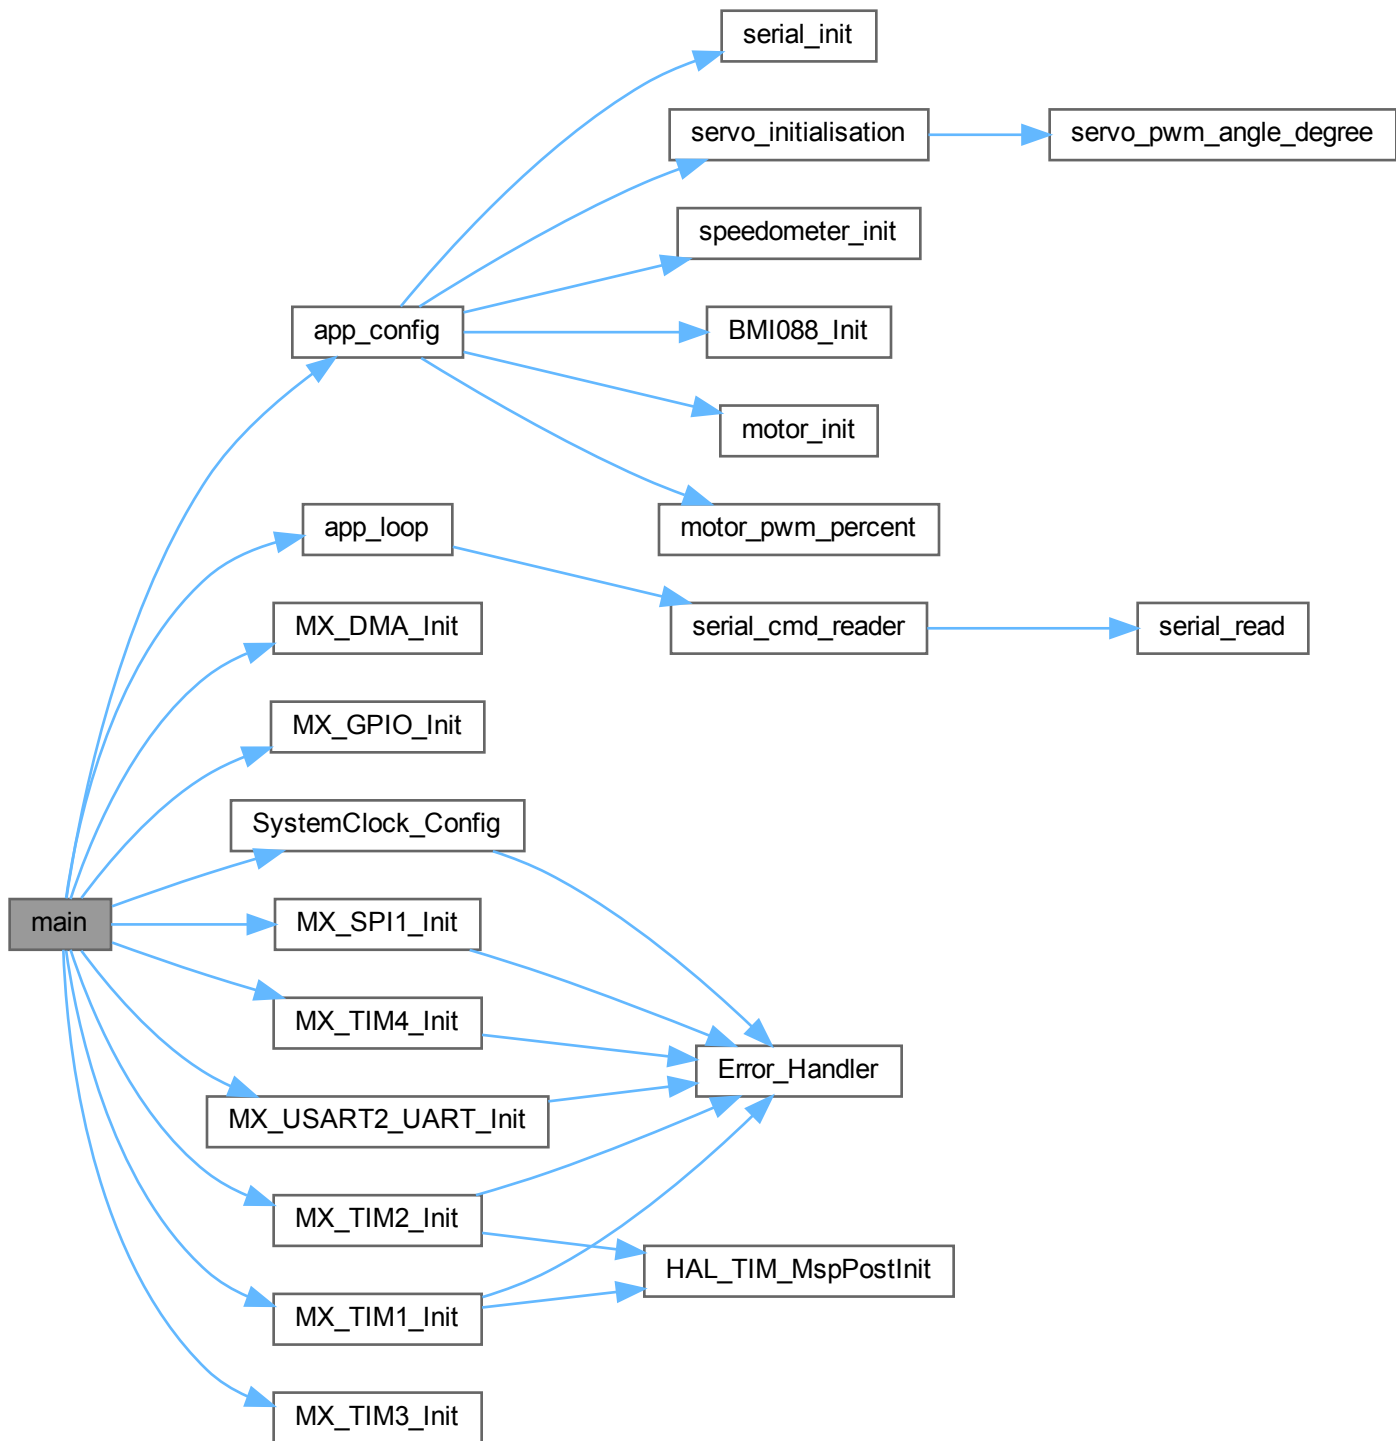 serial_init
servo_initialisation
servo_pwm_angle_degree
speedometer_init
app_config
BMI088_Init
motor_init
app_loop
motor_pwm_percent
MX_DMA_Init
serial_cmd_reader
serial_read
MX_GPIO_Init
SystemClock_Config
main
MX_SPI1_Init
MX_TIM4_Init
Error_Handler
MX_USART2_UART_Init
MX_TIM2_Init
HAL_TIM_MspPostInit
MX_TIM1_Init
MX_TIM3_Init